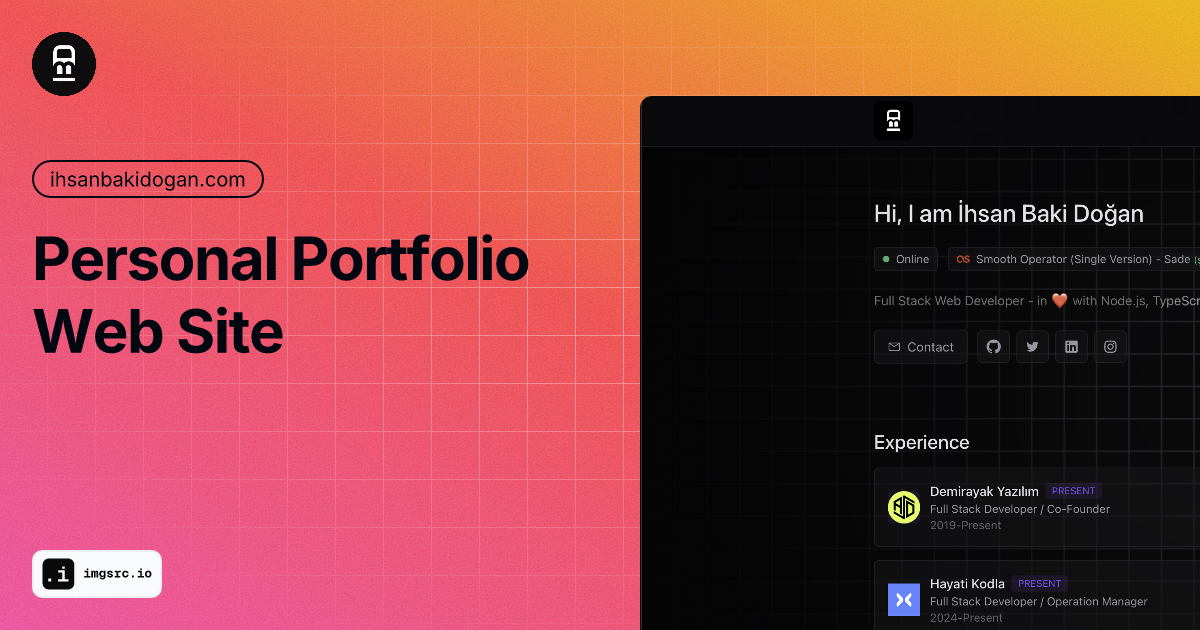 ihsanbakidogan.com
Personal Portfolio
Web Site
.i imgsrc.io
Hi, I am İhsan Baki Doğan
Online
Smooth Operator (Single Version) - Sade
Full Stack Web Developer - in ❤️ with Node.js,
Contact
Experience
Demirayak Yazılım PRESENT
Full Stack Developer / Co-Founder
2019-Present
Hayati Kodla PRESENT
Full Stack Developer / Operation Manager
2024-Present